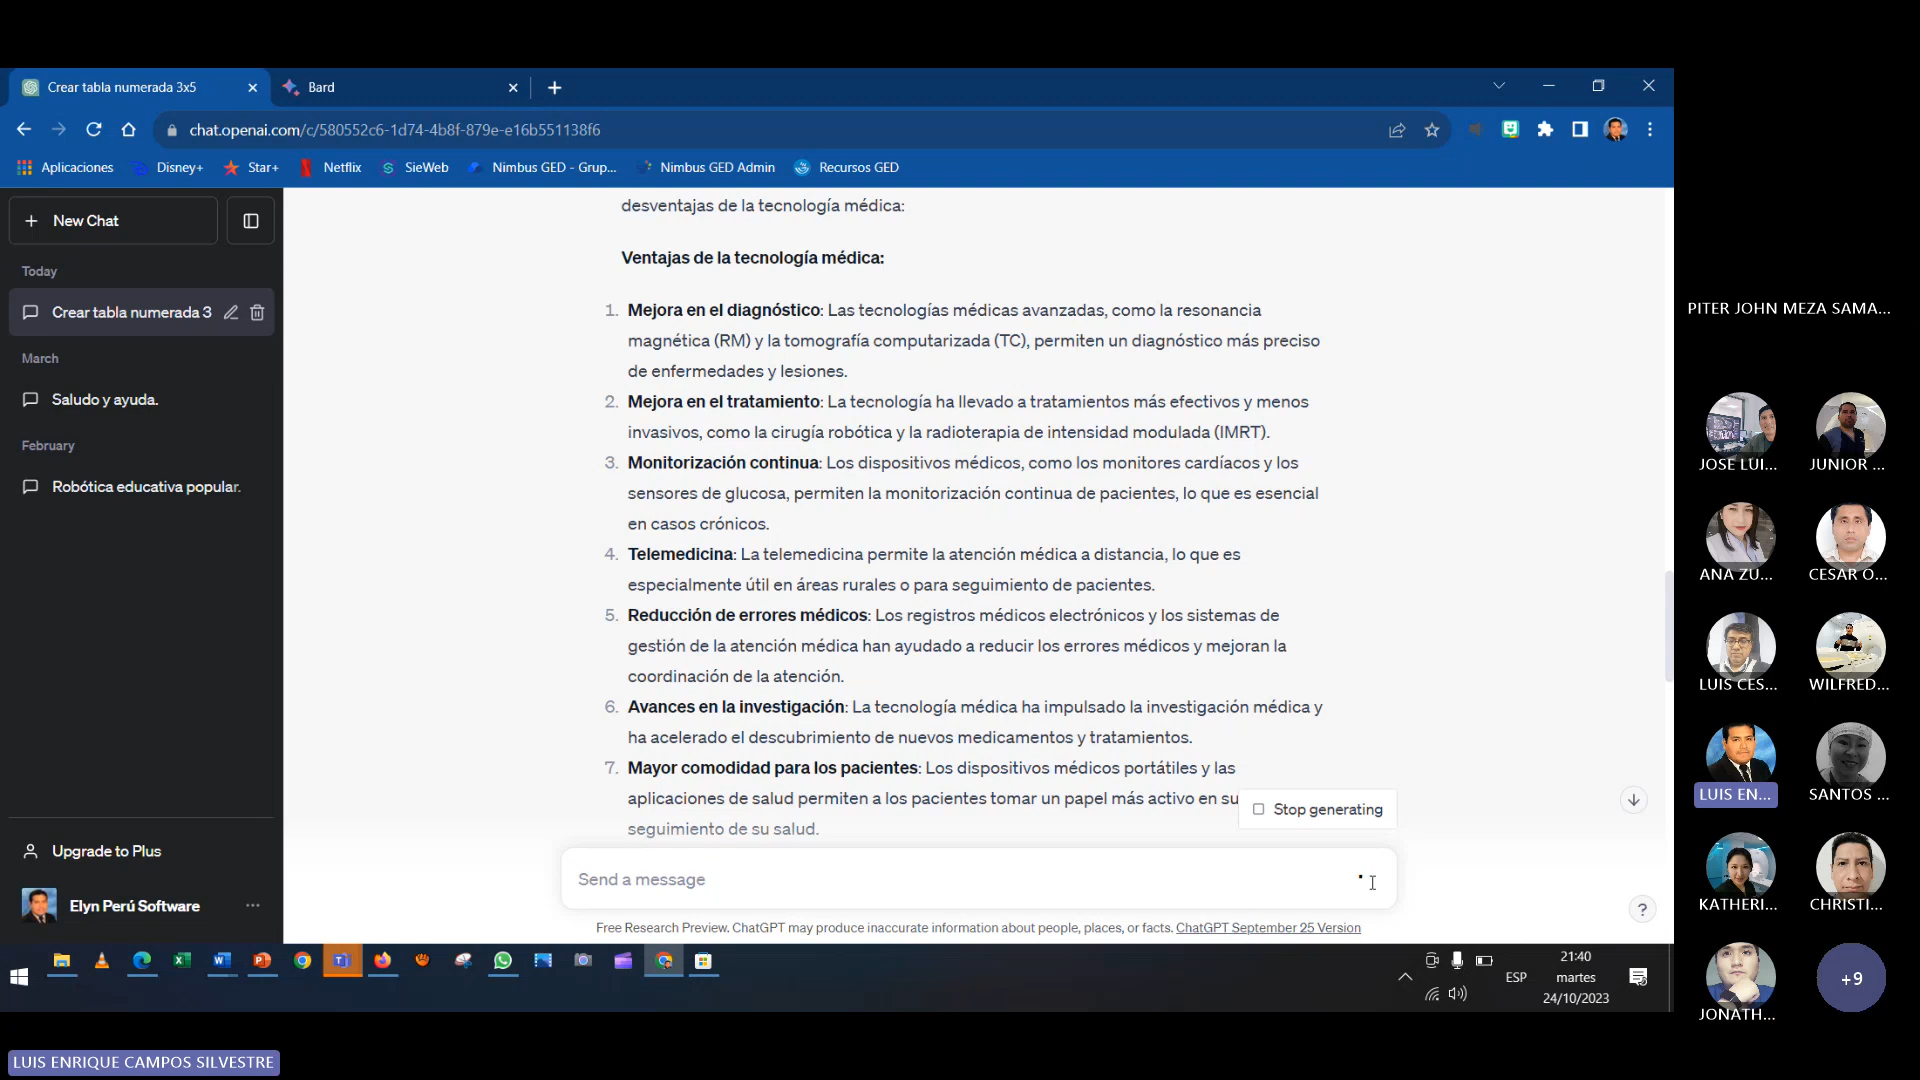 Crear tabla numerada 3x5
Bard
chat.openai.com/c/580552c6-1d74-4b8f-879e-e16b551138f6
Aplicaciones
Disney+
Star+
Netflix
SieWeb
Nimbus GED - Grup...
Nimbus GED Admin
Recursos GED
New Chat
Today
Crear tabla numerada 3
March
Saludo y ayuda.
February
Robótica educativa popular.
Upgrade to Plus
Elyn Perú Software
desventajas de la tecnología médica:
Ventajas de la tecnología médica:
1. Mejora en el diagnóstico: Las tecnologías médicas avanzadas, como la resonancia
magnética (RM) y la tomografía computarizada (TC), permiten un diagnóstico más preciso
de enfermedades y lesiones.
2. Mejora en el tratamiento: La tecnología ha llevado a tratamientos más efectivos y menos
invasivos, como la cirugía robótica y la radioterapia de intensidad modulada (IMRT).
3. Monitorización continua: Los dispositivos médicos, como los monitores cardíacos y los
sensores de glucosa, permiten la monitorización continua de pacientes, lo que es esencial
en casos crónicos.
4. Telemedicina: La telemedicina permite la atención médica a distancia, lo que es
especialmente útil en áreas rurales o para seguimiento de pacientes.
5. Reducción de errores médicos: Los registros médicos electrónicos y los sistemas de
gestión de la atención médica han ayudado a reducir los errores médicos y mejoran la
coordinación de la atención.
6. Avances en la investigación: La tecnología médica ha impulsado la investigación médica y
ha acelerado el descubrimiento de nuevos medicamentos y tratamientos.
7. Mayor comodidad para los pacientes: Los dispositivos médicos portátiles y las
aplicaciones de salud permiten a los pacientes tomar un papel más activo en su
seguimiento de su salud.
Stop generating
Send a message
Free Research Preview. ChatGPT may produce inaccurate information about people, places, or facts. ChatGPT September 25 Version
?
ESP
21:40
martes
24/10/2023
PITER JOHN MEZA SAMA...
JOSE LUI...
JUNIOR ...
ANA ZU...
CESAR O...
LUIS CES...
WILFRED...
LUIS EN...
SANTOS ...
KATHERI...
CHRISTI...
JONATH...
+9
LUIS ENRIQUE CAMPOS SILVESTRE